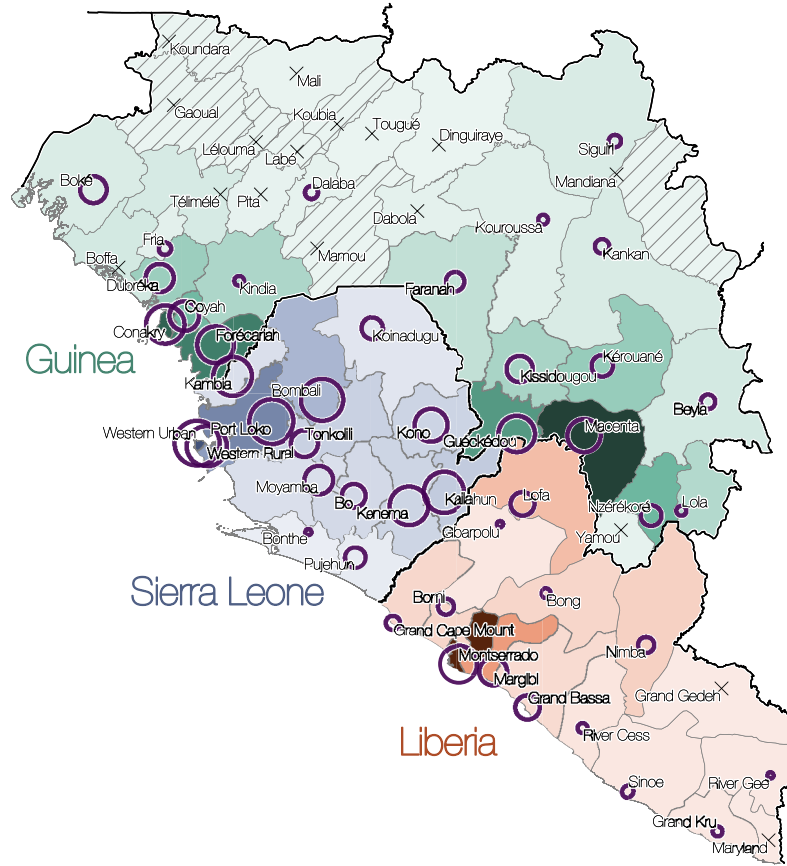 Koundara
Mali
Gaoual
Koubia
Tougué
Dinguiraye
Lélouma
Labé
Siguiri
Boké
Télimélé
Pita
Dalaba
Mandiana
Dabola
Kouroussa
Fria
Mamou
Kankan
Boffa
Dubréka
Kindia
Faranah
Coyah
Conakry
Forécariah
Koinadugu
Guinea
Kérouané
Kissidougou
Kambia
Bombali
Beyla
Western Urban
Port Loko
Tonkolili
Kono
Guéckédou
Macenta
Western Rural
Moyamba
Bo
Kenema
Kailahun
Lofa
Nzérékoré
Lola
Gbarpolu
Yamou
Bonthe
Pujehun
Sierra Leone
Bomi
Bong
Grand Cape Mount
Nimba
Montserrado
Margibi
Grand Gedeh
Grand Bassa
Liberia
River Cess
Sinoe
River Gee
Grand Kru
Maryland